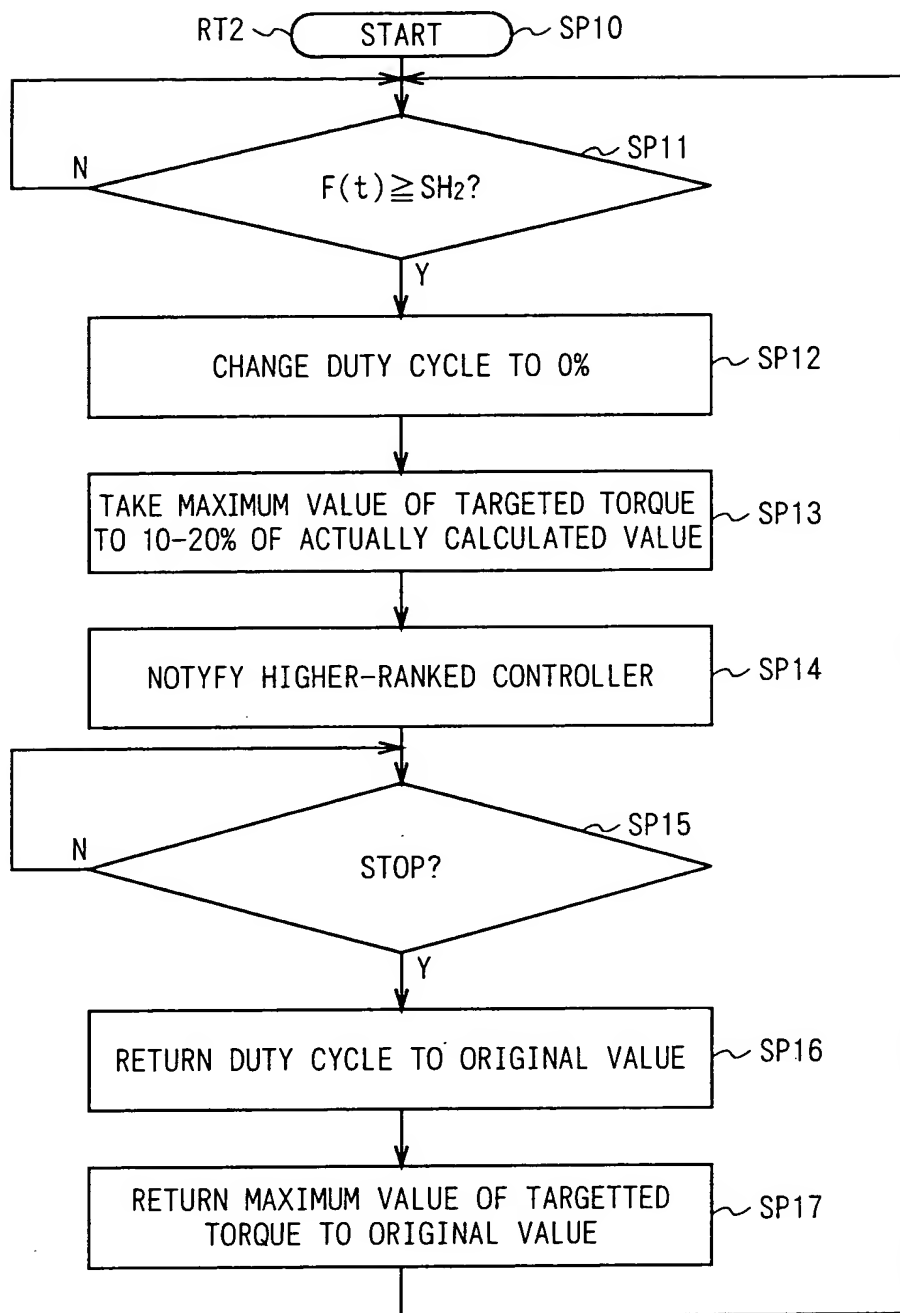 RT2 START SP10
SP11
N
F(t)≧SH2?
Y
CHANGE DUTY CYCLE TO 0% SP12
TAKE MAXIMUM VALUE OF TARGETED TORQUE
TO 10-20% OF ACTUALLY CALCULATED VALUE
SP13
NOTYFY HIGHER-RANKED CONTROLLER SP14
SP15
N
STOP?
Y
RETURN DUTY CYCLE TO ORIGINAL VALUE SP16
RETURN MAXIMUM VALUE OF TARGETTED
TORQUE TO ORIGINAL VALUE
SP17